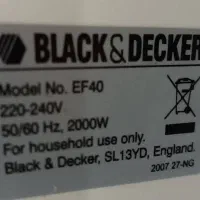 BLACK&DECKER
Model No. EF40
220-240V
50/60 Hz, 2000W
For household use only.
Black & Decker, SL13YD, England.
2007 27-NG